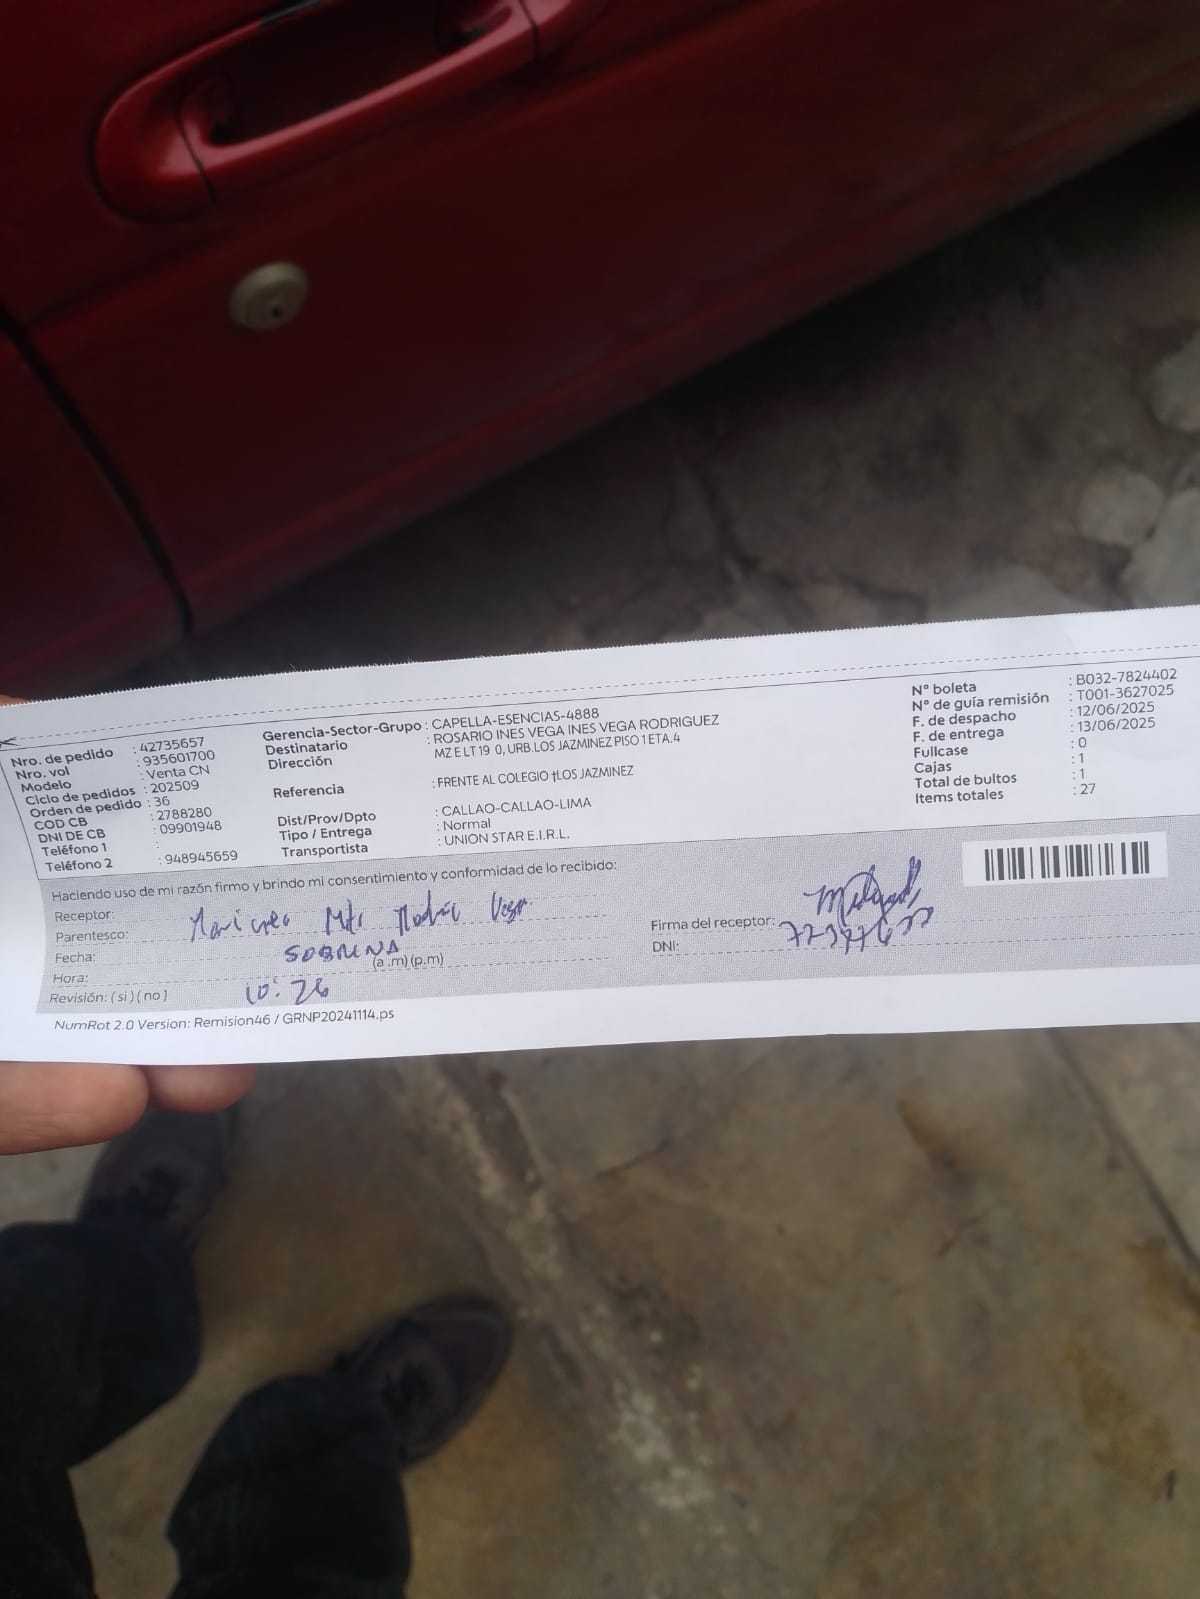 Nro. de pedido : 42735657
Nro. vol : 935601700
Modelo : Venta CN
Ciclo de pedidos : 202509
Orden de pedido : 36
COD CB : 2788280
DNI DE CB : 09901948
Teléfono 1 :
Teléfono 2 : 948945659
Gerencia-Sector-Grupo : CAPELLA-ESENCIAS-4888
Destinatario : ROSARIO INES VEGA INES VEGA RODRIGUEZ
Dirección MZ E LT 19 0, URB.LOS JAZMINEZ PISO 1 ETA.4
Referencia : FRENTE AL COLEGIO †LOS JAZMINEZ
Dist/Prov/Dpto : CALLAO-CALLAO-LIMA
Tipo / Entrega : Normal
Transportista : UNION STAR E.I.R.L.
N° boleta : B032-7824402
N° de guía remisión : T001-3627025
F. de despacho : 12/06/2025
F. de entrega : 13/06/2025
Fullcase : 0
Cajas : 1
Total de bultos : 1
Items totales : 27
Haciendo uso de mi razón firmo y brindo mi consentimiento y conformidad de lo recibido:
Receptor:
Parentesco:
Fecha: SOBRINA
(a .m) (p.m)
Hora:
Revisión: ( si ) ( no ) 10:26
Firma del receptor:
DNI:
NumRot 2.0 Version: Remision46 / GRNP20241114.ps